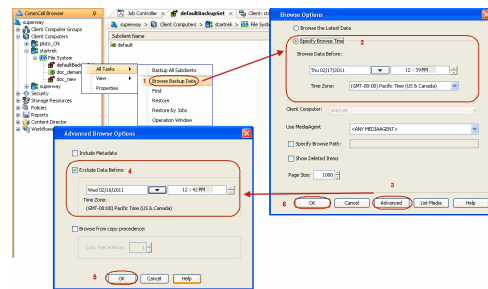 CommCell Browser
superway
Client Computer Groups
Client Computers
pluto_CN
startrek
File System
defaultBackupSet
superway
Security
Storage Resources
Policies
Reports
Content Director
Workflows
Job Controller
defaultBackupSet
superway > Client Computers > startrek >
Subclient Name
default
All Tasks
View
Properties
Backup All Subclients
1 Browse Backup Data
Find
Restore
Restore by Jobs
Operation Window
Browse Options
Browse the Latest Data
Specify Browse Time 2
Browse Data Before:
Thu 02/17/2011 12 : 39 PM
Time Zone: (GMT-08:00) Pacific Time (US & Canada)
Client Computer: startrek
Use MediaAgent <ANY MEDIAAGENT>
Specify Browse Path:
Show Deleted Items
Page Size: 1000
3
6 OK Cancel Advanced List Media Help
Advanced Browse Options
Include Metadata
Exclude Data Before: 4
Wed 02/16/2011 12 : 42 PM
Time Zone:
(GMT-08:00) Pacific Time (US & Canada)
Browse from copy precedence:
Copy Precedence: 1
5 OK Cancel Help